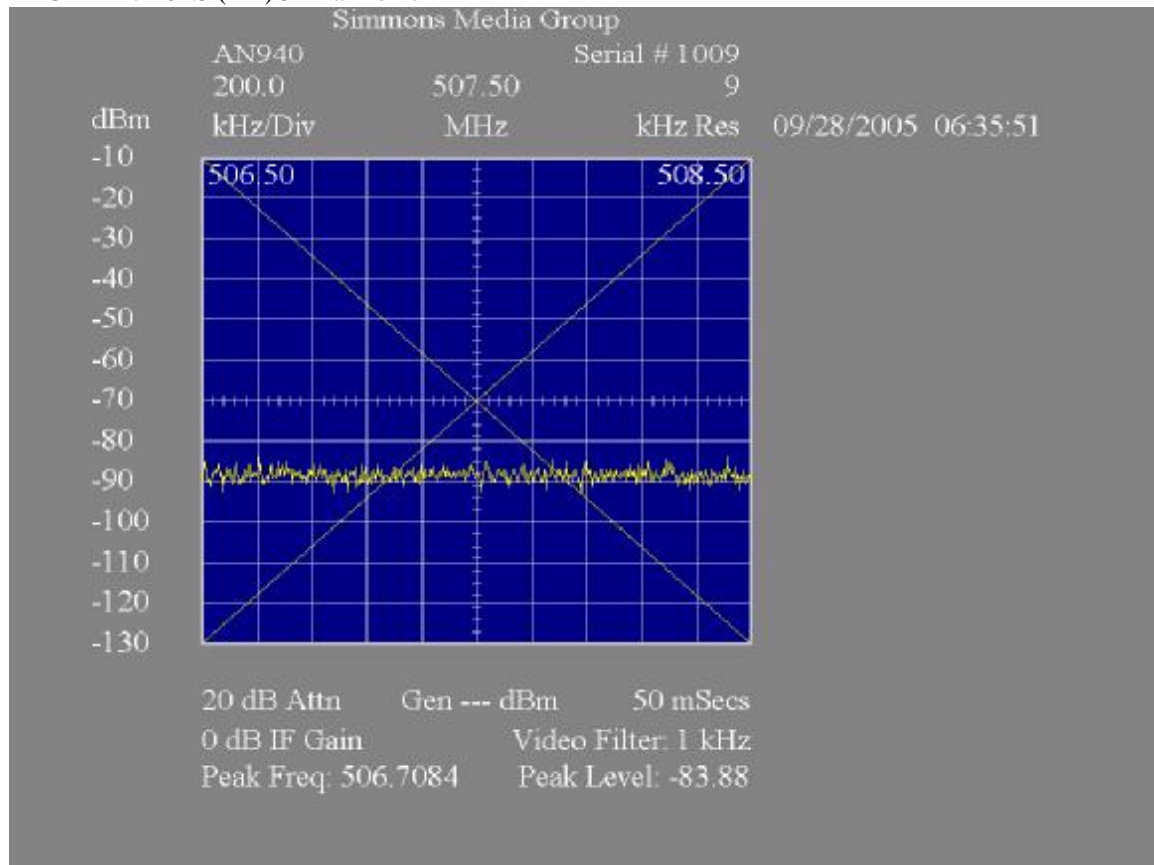 Simmons Media Group
AN940 Serial # 1009
200.0 507.50 9
dBm kHz/Div MHz kHz Res 09/28/2005 06:35:51
-10
506.50 508.50
-20
-30
-40
-50
-60
-70
-80
-90
-100
-110
-120
-130
20 dB Attn Gen --- dBm 50 mSecs
0 dB IF Gain Video Filter: 1 kHz
Peak Freq: 506.7084 Peak Level: -83.88